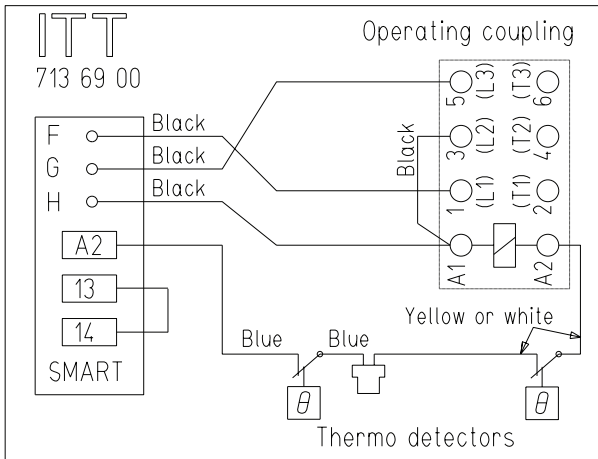 ITT
713 69 00
Operating coupling
F
Black
G
Black
H
Black
A2
13
14
SMART
Black
5
(L3)
(T3)
6
3
(L2)
(T2)
4
1
(L1)
(T1)
2
A1
A2
Yellow or white
Blue
Blue
θ
θ
Thermo detectors